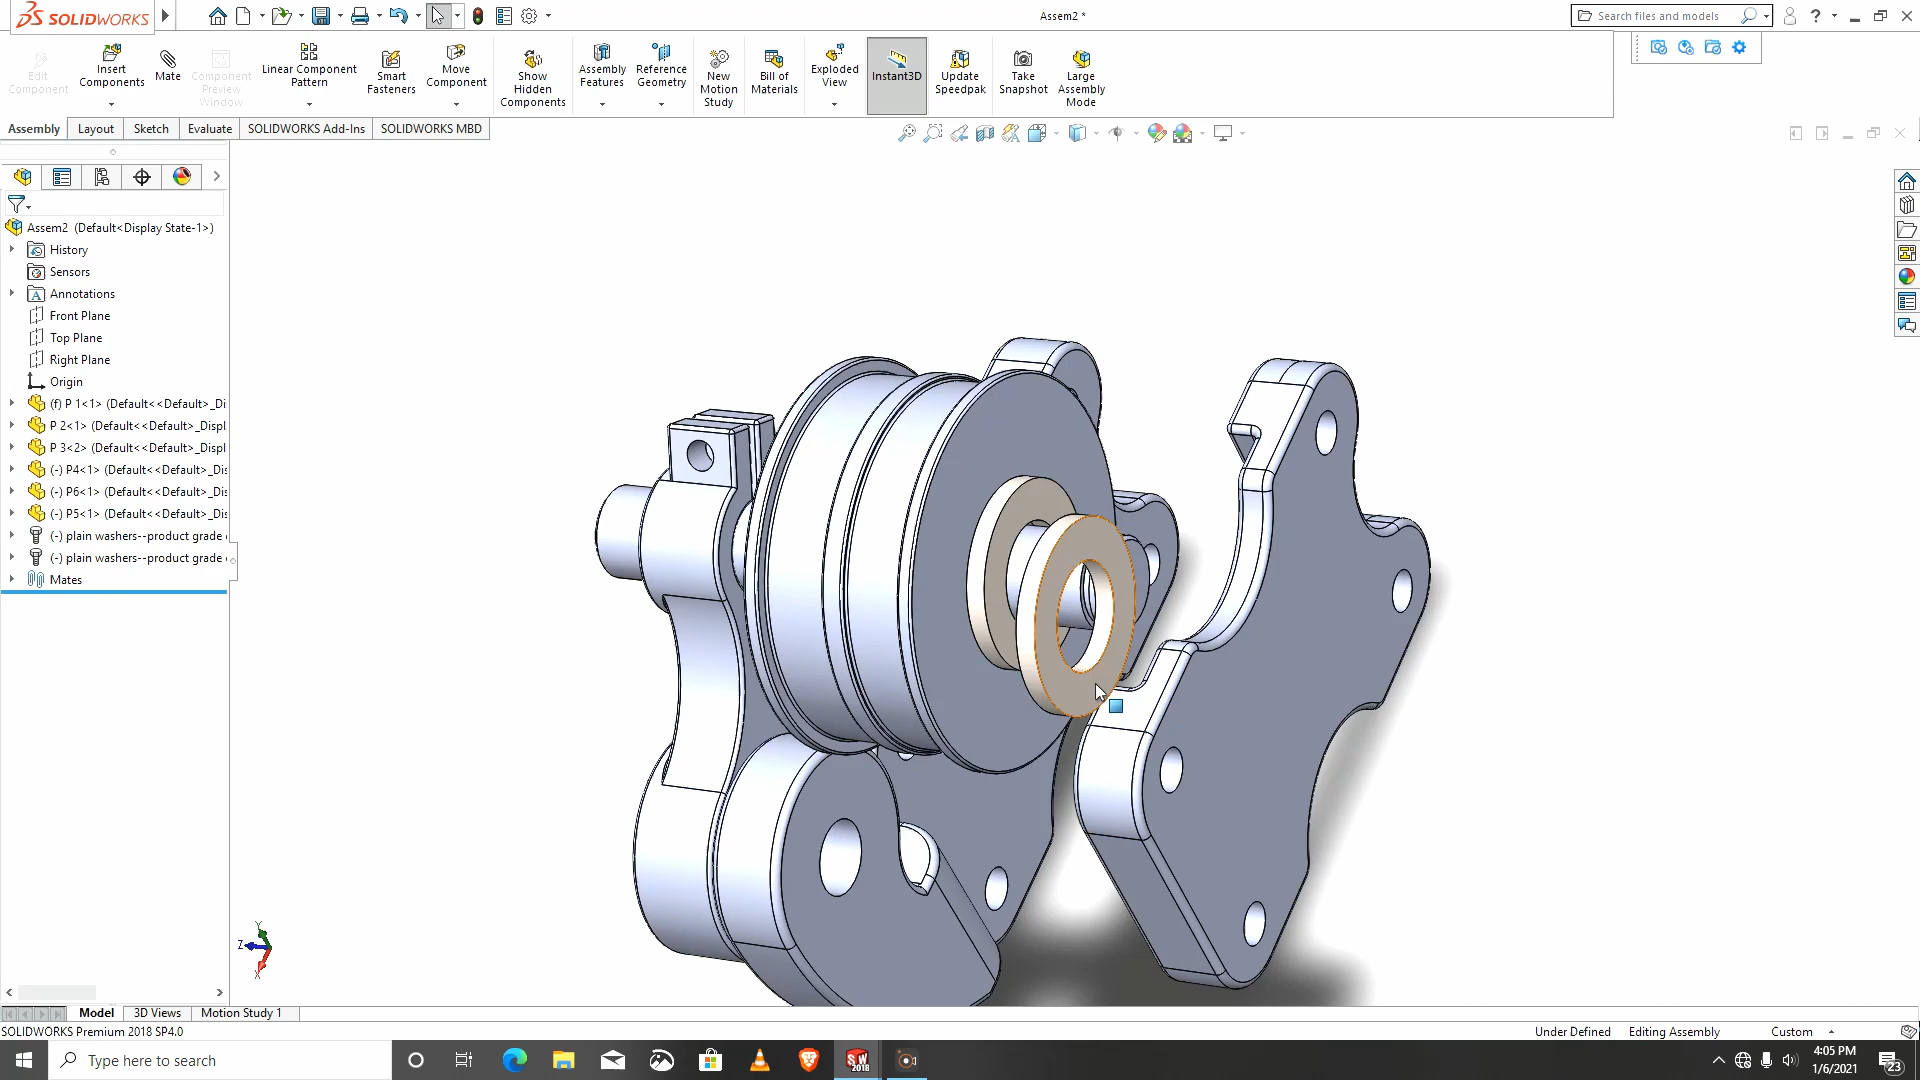 SOLIDWORKS
Assem2 *
Search files and models
Edit Component
Insert Components
Mate
Component Preview Window
Linear Component Pattern
Smart Fasteners
Move Component
Show Hidden Components
Assembly Features
Reference Geometry
New Motion Study
Bill of Materials
Exploded View
Instant3D
Update Speedpak
Take Snapshot
Large Assembly Mode
Assembly
Layout
Sketch
Evaluate
SOLIDWORKS Add-Ins
SOLIDWORKS MBD
Assem2 (Default<Display State-1>)
History
Sensors
Annotations
Front Plane
Top Plane
Right Plane
Origin
(f) P 1<1> (Default<<Default>_Di
P 2<1> (Default<<Default>_Displ
P 3<2> (Default<<Default>_Displ
(-) P4<1> (Default<<Default>_Di
(-) P6<1> (Default<<Default>_Di
(-) P5<1> (Default<<Default>_Di
(-) plain washers--product grade
(-) plain washers--product grade
Mates
Y
Z
X
Model
3D Views
Motion Study 1
SOLIDWORKS Premium 2018 SP4.0
Under Defined
Editing Assembly
Custom
Type here to search
SW 2018
4:05 PM
1/6/2021
23